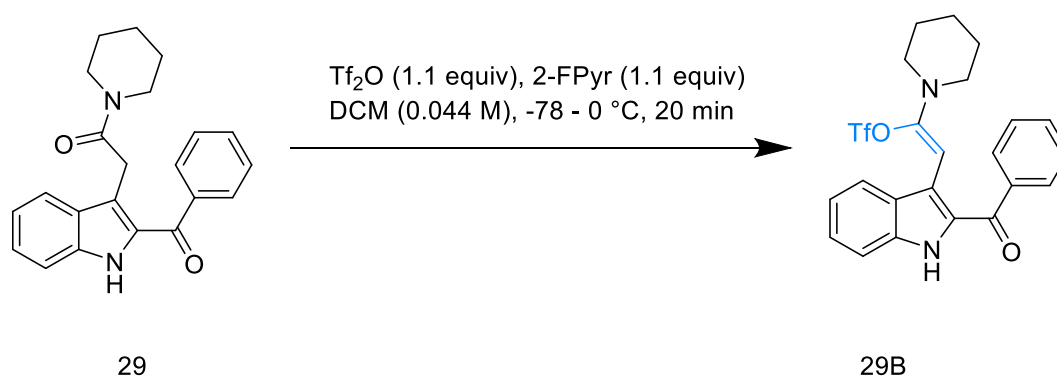 Tf₂O (1.1 equiv), 2-FPyr (1.1 equiv)
DCM (0.044 M), -78 - 0 °C, 20 min
N
O
O
N
H
N
TfO
O
N
H
29
29B